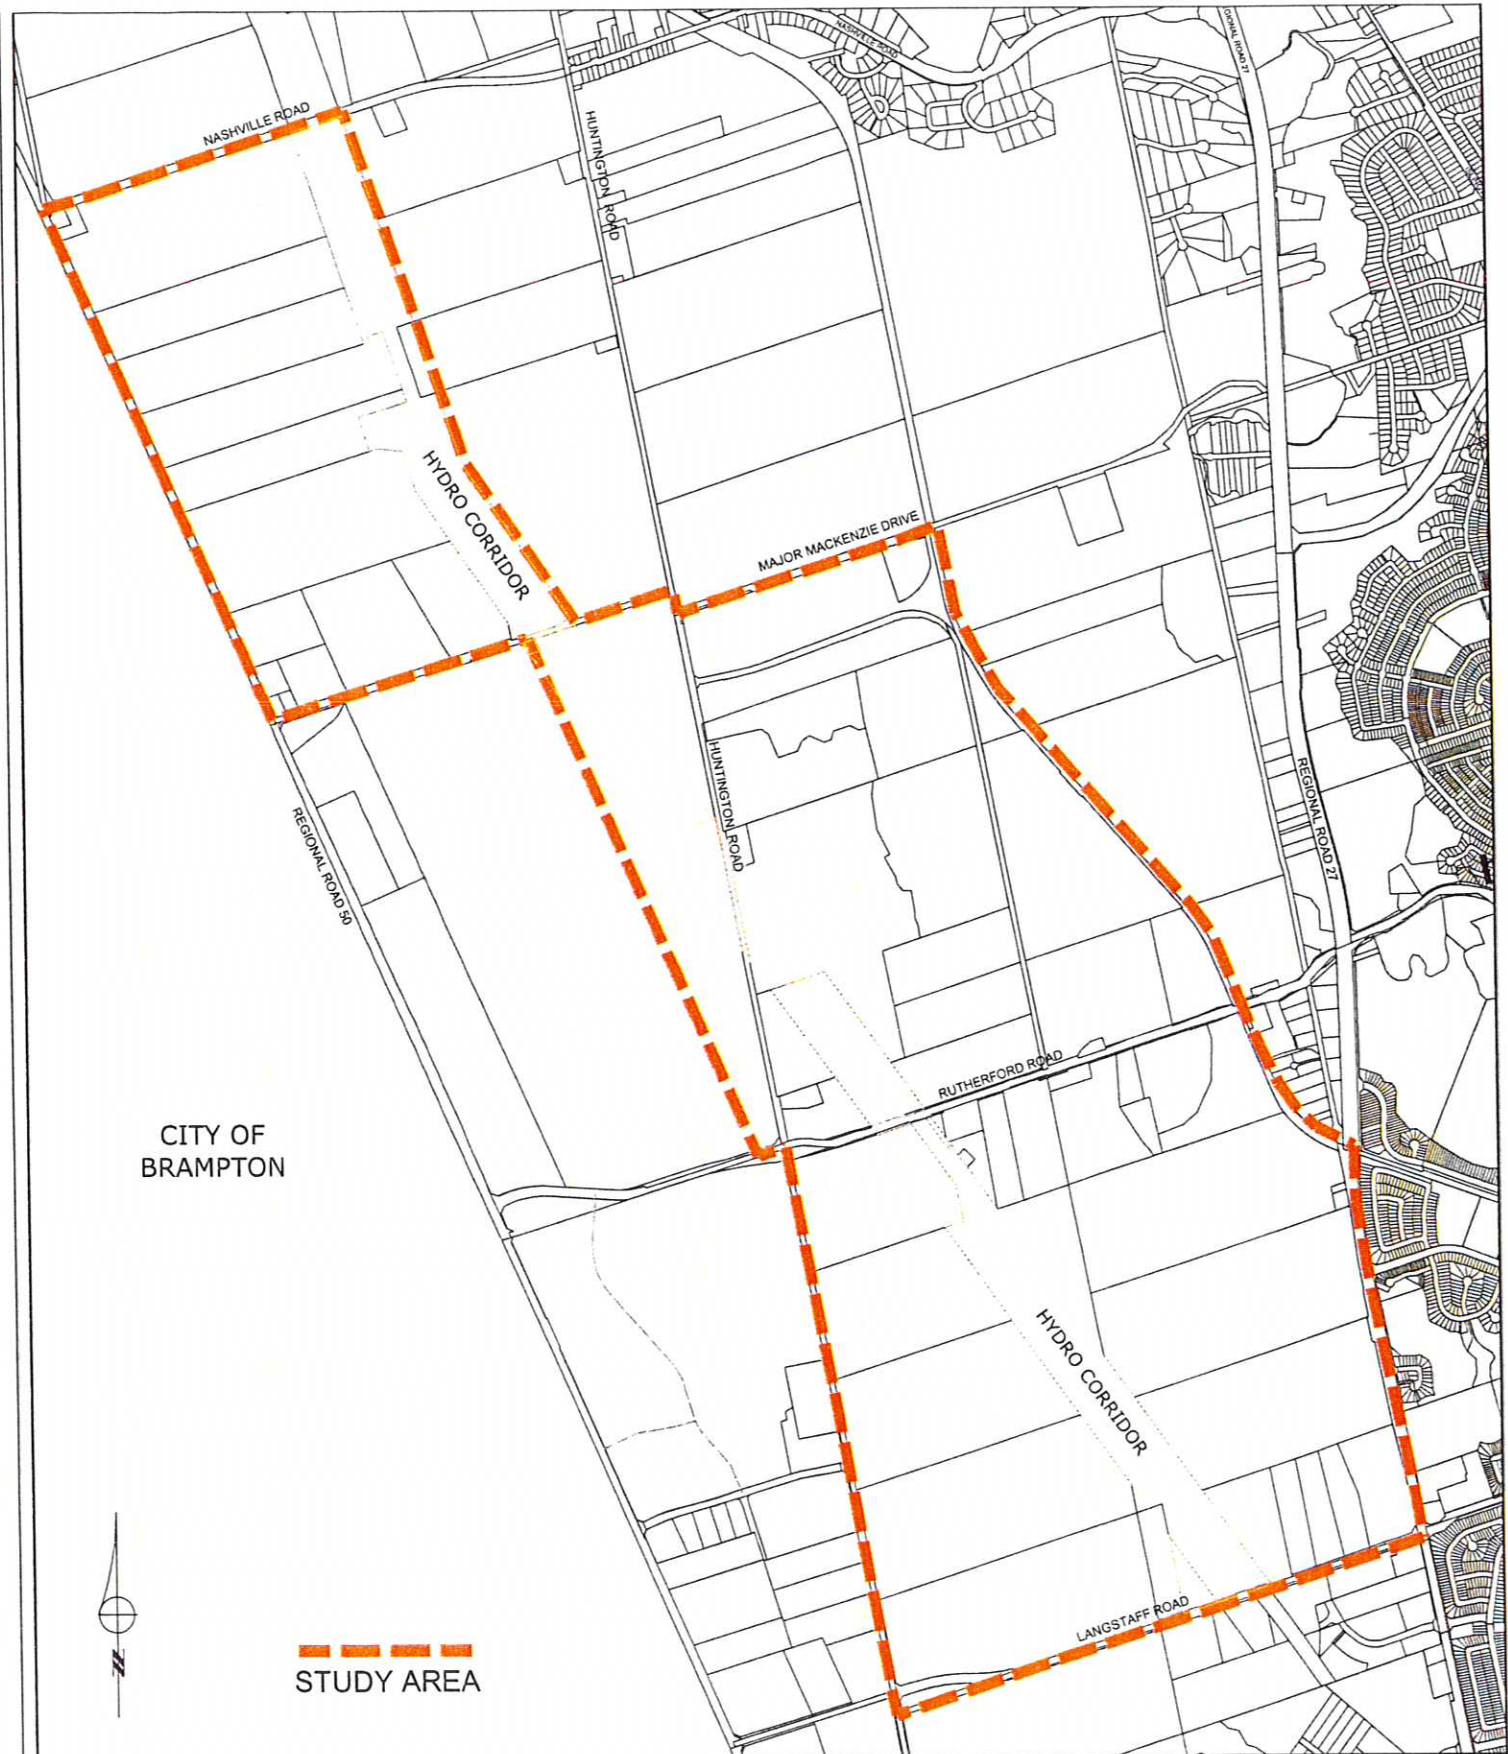 NASHVILLE ROAD
REGIONAL ROAD 27
NASHVILLE ROAD
HUNTINGTON ROAD
HYDRO CORRIDOR
MAJOR MACKENZIE DRIVE
HUNTINGTON ROAD
REGIONAL ROAD 27
REGIONAL ROAD 50
RUTHERFORD ROAD
CITY OF
BRAMPTON
HYDRO CORRIDOR
LANGSTAFF ROAD
N
STUDY AREA